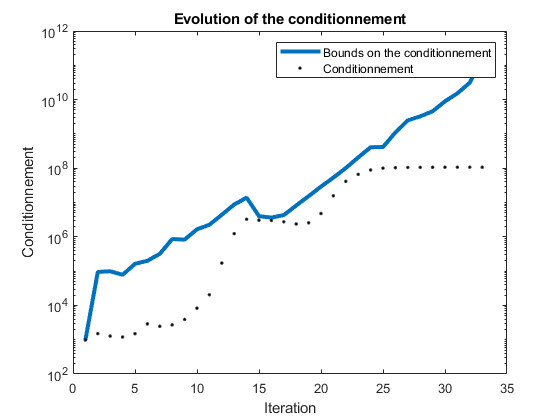 Evolution of the conditionnement
10^12
Bounds on the conditionnement
Conditionnement
10^10
10^8
Conditionnement
10^6
10^4
10^2
0 5 10 15 20 25 30 35
Iteration